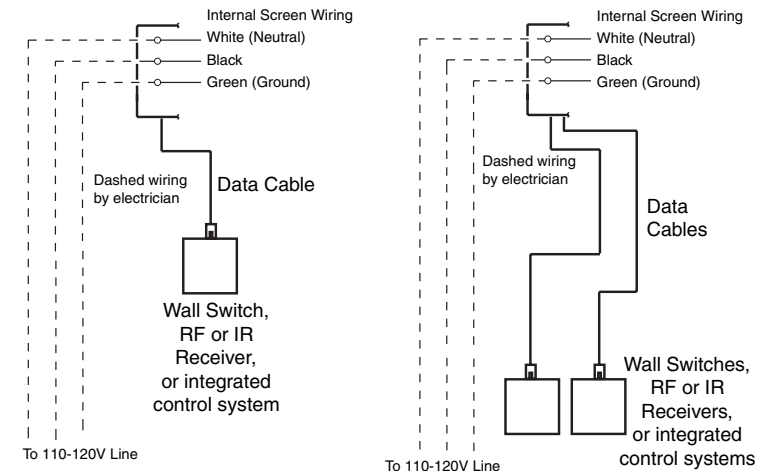 Internal Screen Wiring
White (Neutral)
Black
Green (Ground)
Dashed wiring
by electrician
Data Cable
Wall Switch,
RF or IR
Receiver,
or integrated
control system
To 110-120V Line
Internal Screen Wiring
White (Neutral)
Black
Green (Ground)
Dashed wiring
by electrician
Data
Cables
Wall Switches,
RF or IR
Receivers,
or integrated
control systems
To 110-120V Line